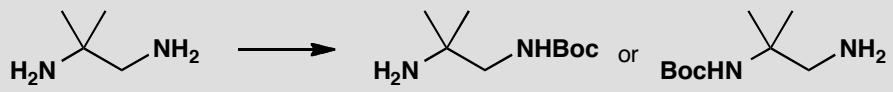 H₂N NH₂ H₂N NHBoc or BocHN NH₂